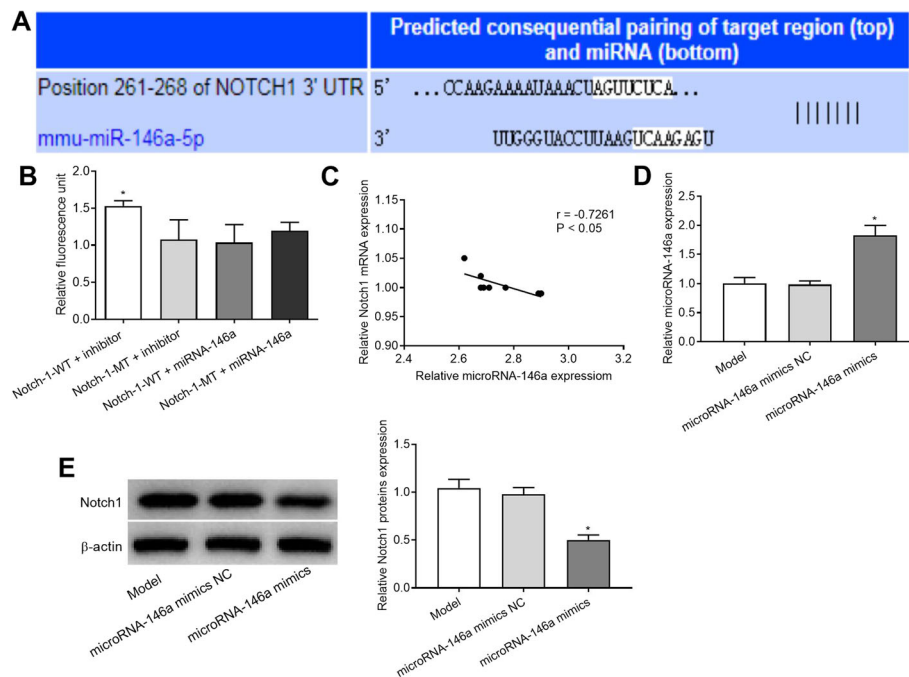 A
Predicted consequential pairing of target region (top)
and miRNA (bottom)
Position 261-268 of NOTCH1 3' UTR
5' ...CCAAGAAAAUAAACUAGUUCUCA...
mmu-miR-146a-5p
3' UUGGGUACCUUAAGUCAAGAGU
B
Relative fluorescence unit
2.0
1.5
1.0
0.5
0.0
*
Notch-1-WT + inhibitor
Notch-1-MT + inhibitor
Notch-1-WT + miRNA-146a
Notch-1-MT + miRNA-146a
C
Relative Notch1 mRNA expression
1.15
1.10
1.05
1.00
0.95
0.90
r = -0.7261
P < 0.05
2.4 2.6 2.8 3.0 3.2
Relative microRNA-146a expressiom
D
Relative microRNA-146a expression
2.5
2.0
1.5
1.0
0.5
0.0
*
Model
microRNA-146a mimics NC
microRNA-146a mimics
E
Notch1
β-actin
Model
microRNA-146a mimics NC
microRNA-146a mimics
Relative Notch1 proteins expression
1.5
1.0
0.5
0.0
*
Model
microRNA-146a mimics NC
microRNA-146a mimics